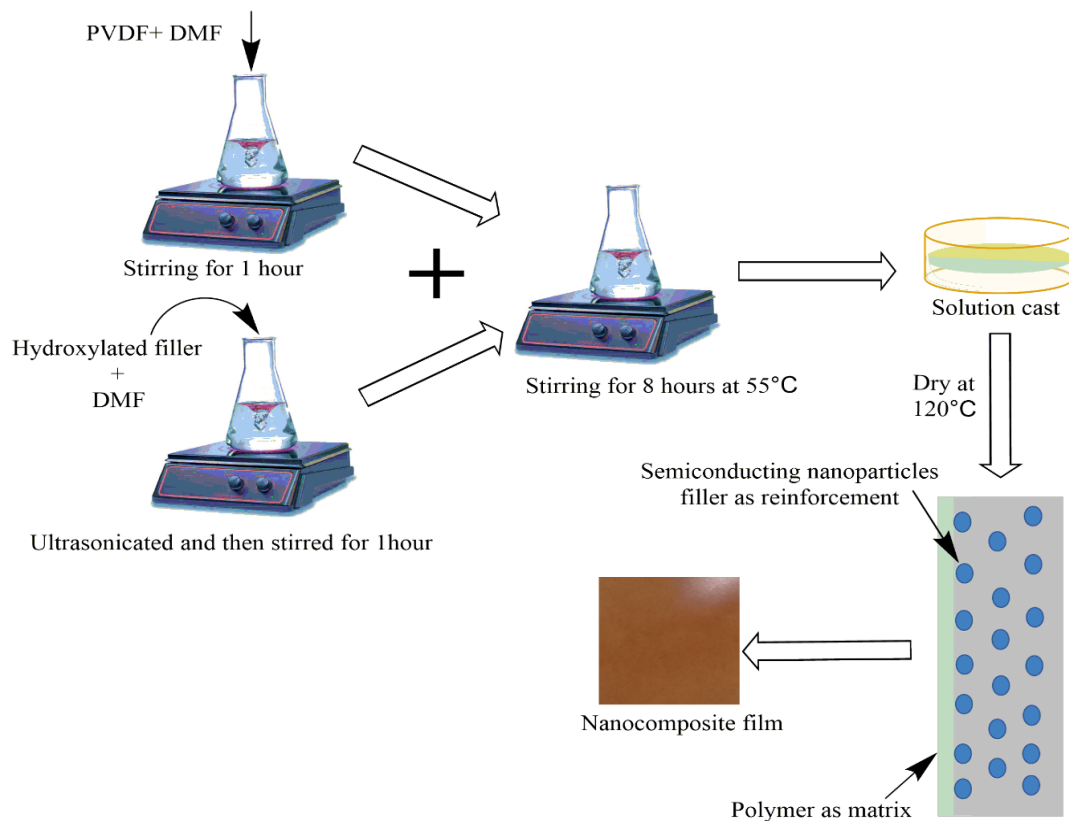 PVDF+ DMF
Stirring for 1 hour
Hydroxylated filler
+
DMF
Ultrasonicated and then stirred for 1hour
+
Stirring for 8 hours at 55°C
Solution cast
Dry at
120°C
Semiconducting nanoparticles
filler as reinforcement
Nanocomposite film
Polymer as matrix